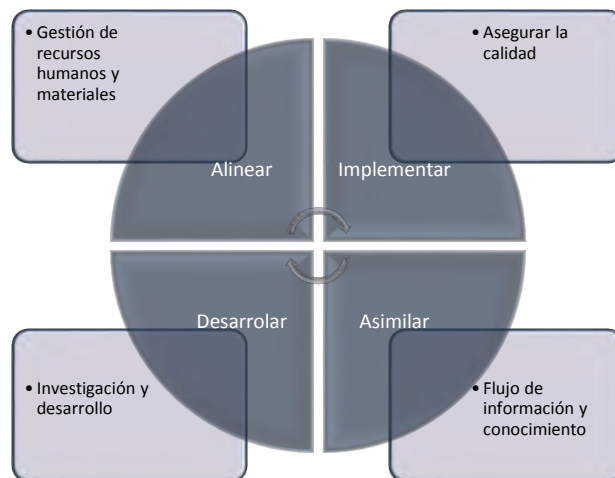 • Gestión de
recursos
humanos y
materiales
• Asegurar la
calidad
Alinear
Implementar
Desarrolar
Asimilar
• Investigación y
desarrollo
• Flujo de
información y
conocimiento